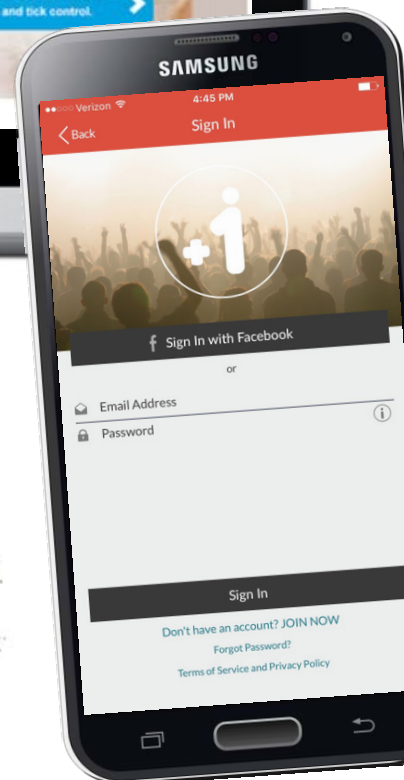 and tick control.
SAMSUNG
Verizon 4:45 PM
Back Sign In
+1
Sign In with Facebook
or
Email Address
Password
Sign In
Don't have an account? JOIN NOW
Forgot Password?
Terms of Service and Privacy Policy